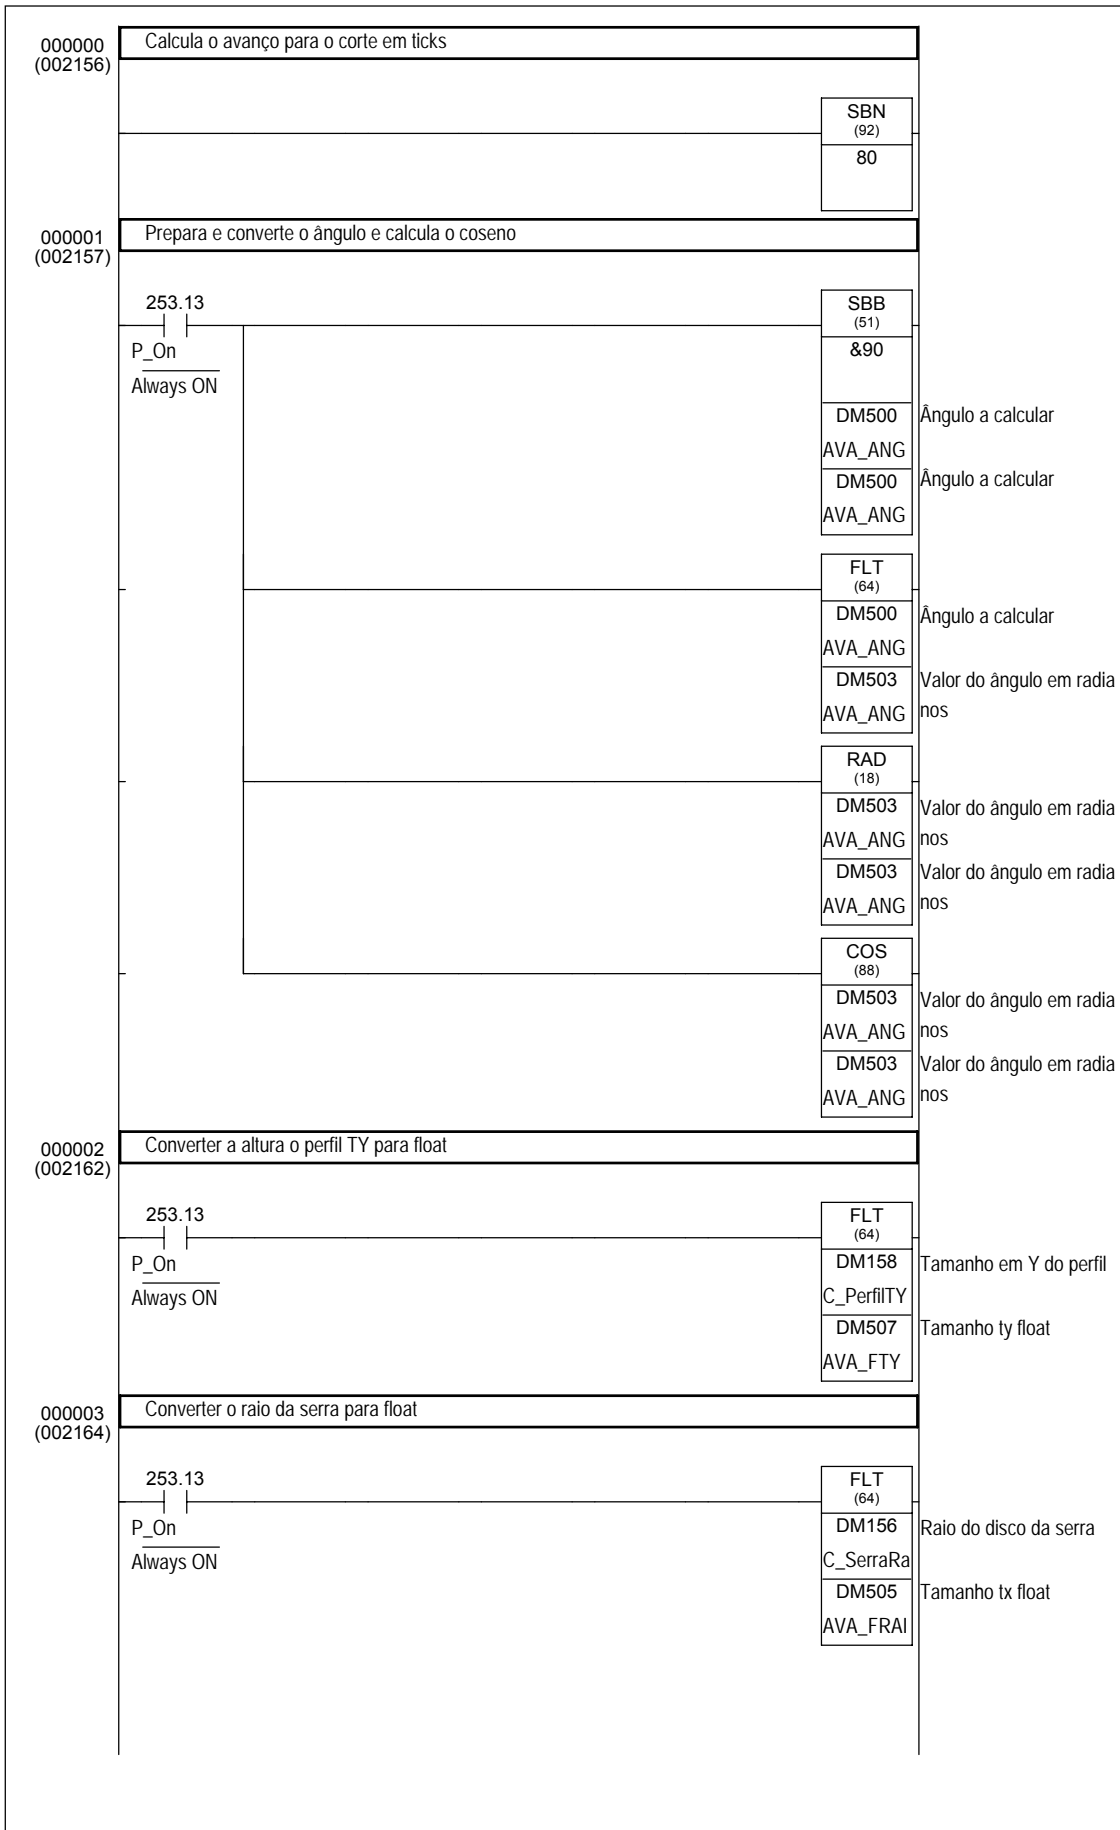 000000
(002156)
Calcula o avanço para o corte em ticks
SBN
(92)
80
000001
(002157)
Prepara e converte o ângulo e calcula o coseno
253.13
P_On
Always ON
SBB
(51)
&90
DM500 Ângulo a calcular
AVA_ANG
DM500 Ângulo a calcular
AVA_ANG
FLT
(64)
DM500 Ângulo a calcular
AVA_ANG
DM503 Valor do ângulo em radia
AVA_ANG nos
RAD
(18)
DM503 Valor do ângulo em radia
AVA_ANG nos
DM503 Valor do ângulo em radia
AVA_ANG nos
COS
(88)
DM503 Valor do ângulo em radia
AVA_ANG nos
DM503 Valor do ângulo em radia
AVA_ANG nos
000002
(002162)
Converter a altura o perfil TY para float
253.13
P_On
Always ON
FLT
(64)
DM158 Tamanho em Y do perfil
C_PerfilTY
DM507 Tamanho ty float
AVA_FTY
000003
(002164)
Converter o raio da serra para float
253.13
P_On
Always ON
FLT
(64)
DM156 Raio do disco da serra
C_SerraRa
DM505 Tamanho tx float
AVA_FRAI